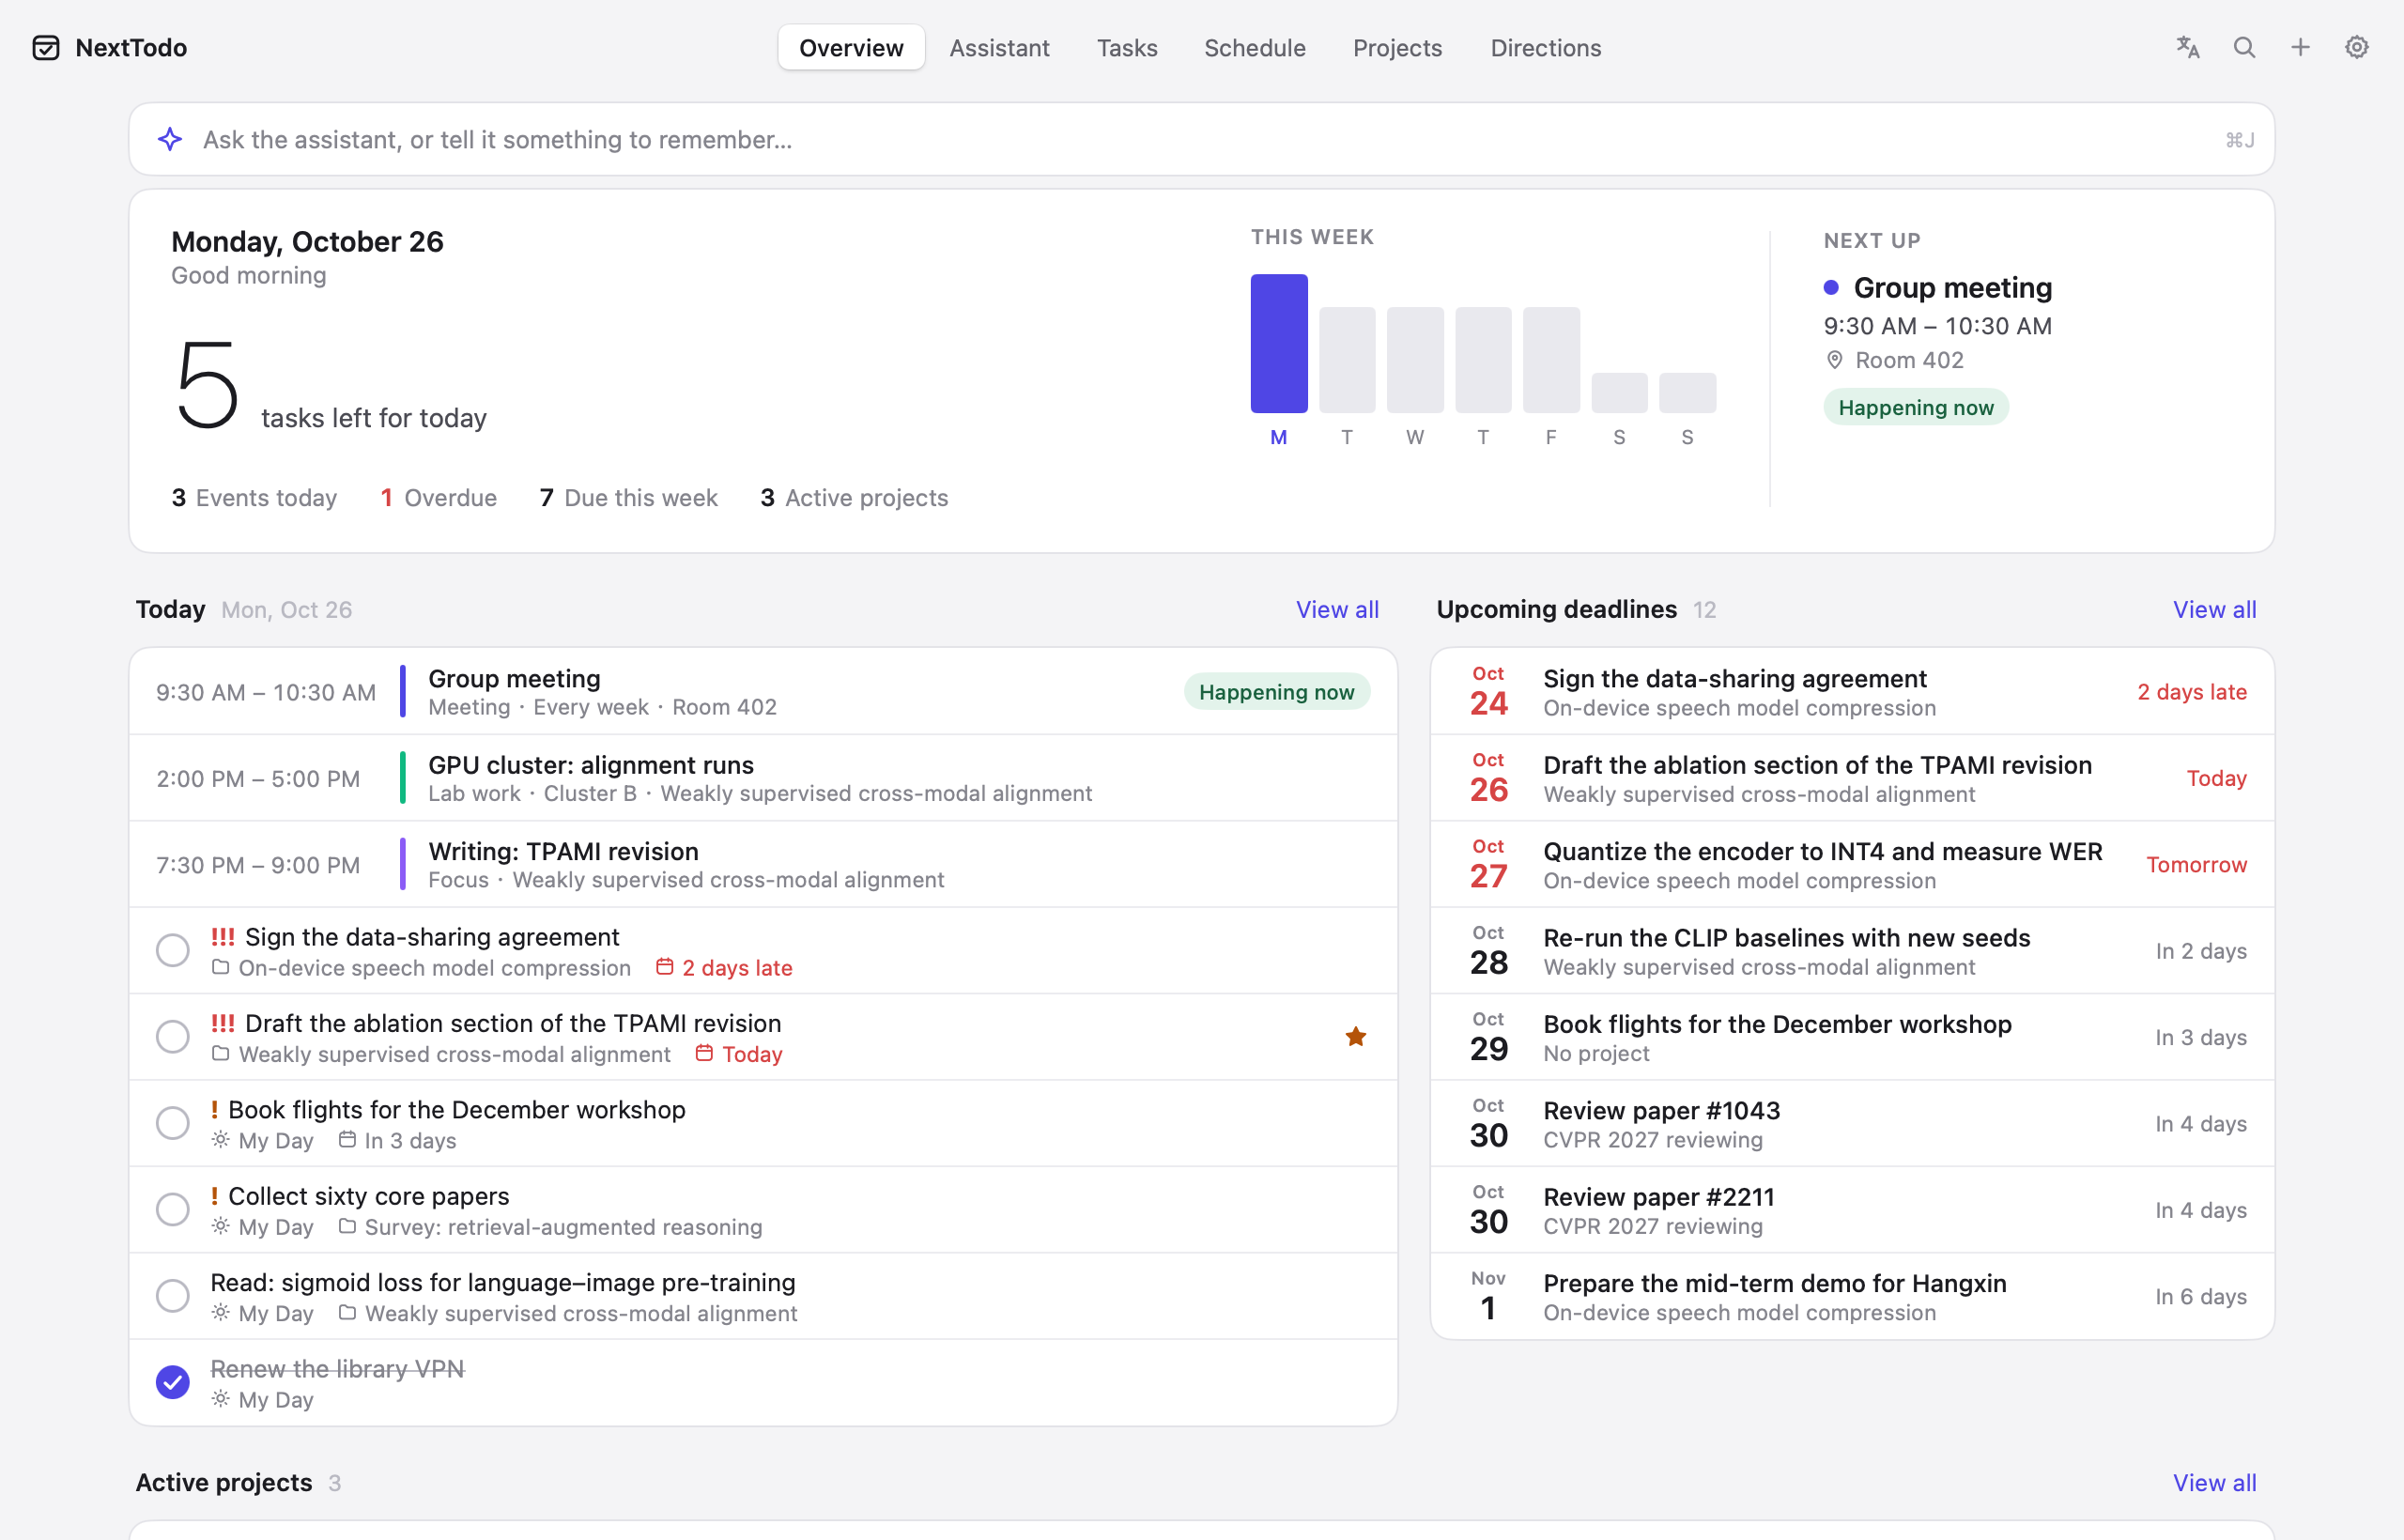 NextTodo
Overview
Assistant
Tasks
Schedule
Projects
Directions
Ask the assistant, or tell it something to remember...
⌘J
Monday, October 26
Good morning
5 tasks left for today
3 Events today
1 Overdue
7 Due this week
3 Active projects
THIS WEEK
M T W T F S S
NEXT UP
Group meeting
9:30 AM – 10:30 AM
Room 402
Happening now
Today Mon, Oct 26
View all
9:30 AM – 10:30 AM
Group meeting
Meeting · Every week · Room 402
Happening now
2:00 PM – 5:00 PM
GPU cluster: alignment runs
Lab work · Cluster B · Weakly supervised cross-modal alignment
7:30 PM – 9:00 PM
Writing: TPAMI revision
Focus · Weakly supervised cross-modal alignment
!!! Sign the data-sharing agreement
On-device speech model compression 2 days late
!!! Draft the ablation section of the TPAMI revision
Weakly supervised cross-modal alignment Today
! Book flights for the December workshop
My Day In 3 days
! Collect sixty core papers
My Day Survey: retrieval-augmented reasoning
Read: sigmoid loss for language–image pre-training
My Day Weakly supervised cross-modal alignment
Renew the library VPN
My Day
Upcoming deadlines 12
View all
Oct 24
Sign the data-sharing agreement
On-device speech model compression
2 days late
Oct 26
Draft the ablation section of the TPAMI revision
Weakly supervised cross-modal alignment
Today
Oct 27
Quantize the encoder to INT4 and measure WER
On-device speech model compression
Tomorrow
Oct 28
Re-run the CLIP baselines with new seeds
Weakly supervised cross-modal alignment
In 2 days
Oct 29
Book flights for the December workshop
No project
In 3 days
Oct 30
Review paper #1043
CVPR 2027 reviewing
In 4 days
Oct 30
Review paper #2211
CVPR 2027 reviewing
In 4 days
Nov 1
Prepare the mid-term demo for Hangxin
On-device speech model compression
In 6 days
Active projects 3
View all